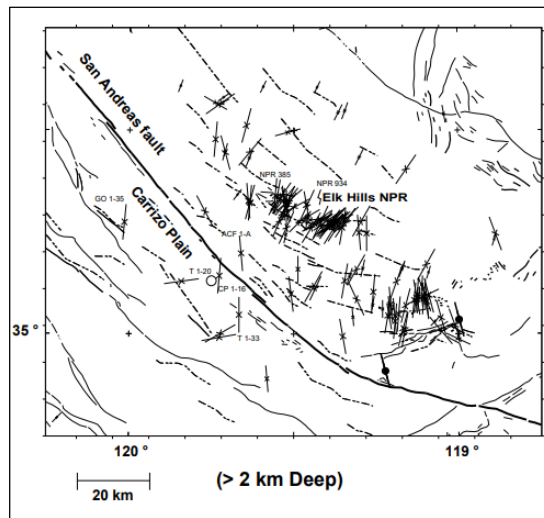 San Andreas fault
NPR 385
NPR 934
Elk Hills NPR
GO 1-35
Carrizo Plain
ACF 1-A
T 1-20
CP 1-16
T 1-33
35 °
120 °
119 °
20 km
(> 2 km Deep)